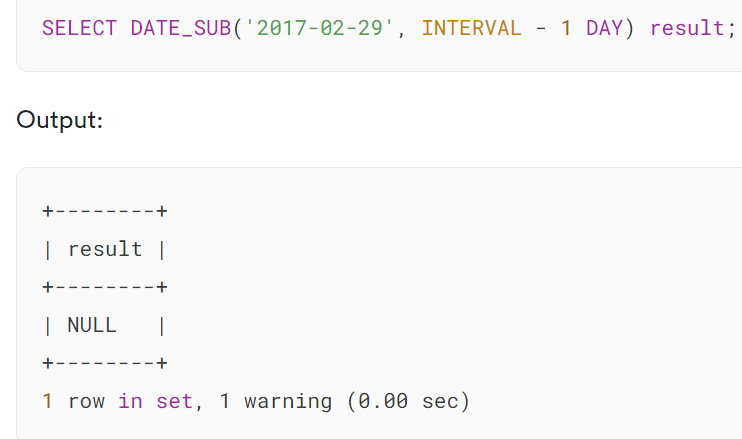 SELECT DATE_SUB('2017-02-29', INTERVAL - 1 DAY) result;
Output:
+--------+
| result |
+--------+
| NULL   |
+--------+
1 row in set, 1 warning (0.00 sec)